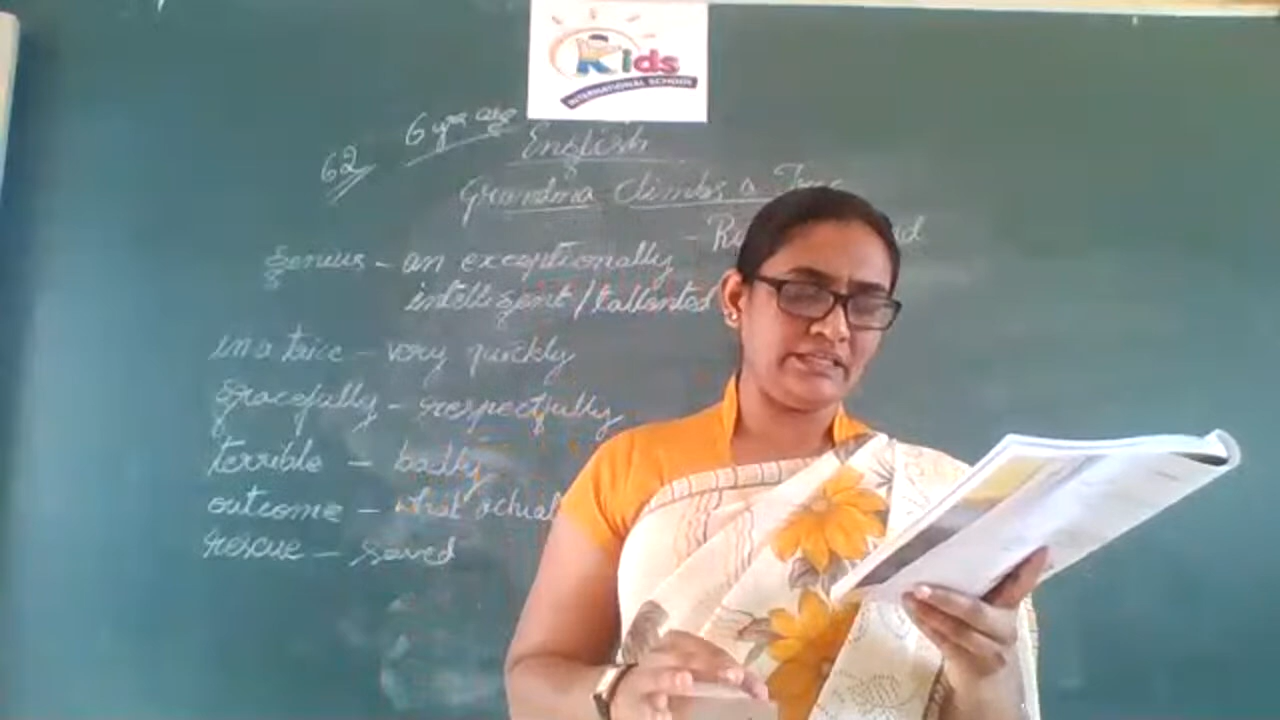 Kids
INTERNATIONAL SCHOOL
62 6 yrs age
English
Grandma Climbs a Tree
genius - an exceptionally
intelligent / tallented
in a trice - very quickly
gracefully - respectfully
terrible - badly
outcome - what actual
rescue - saved